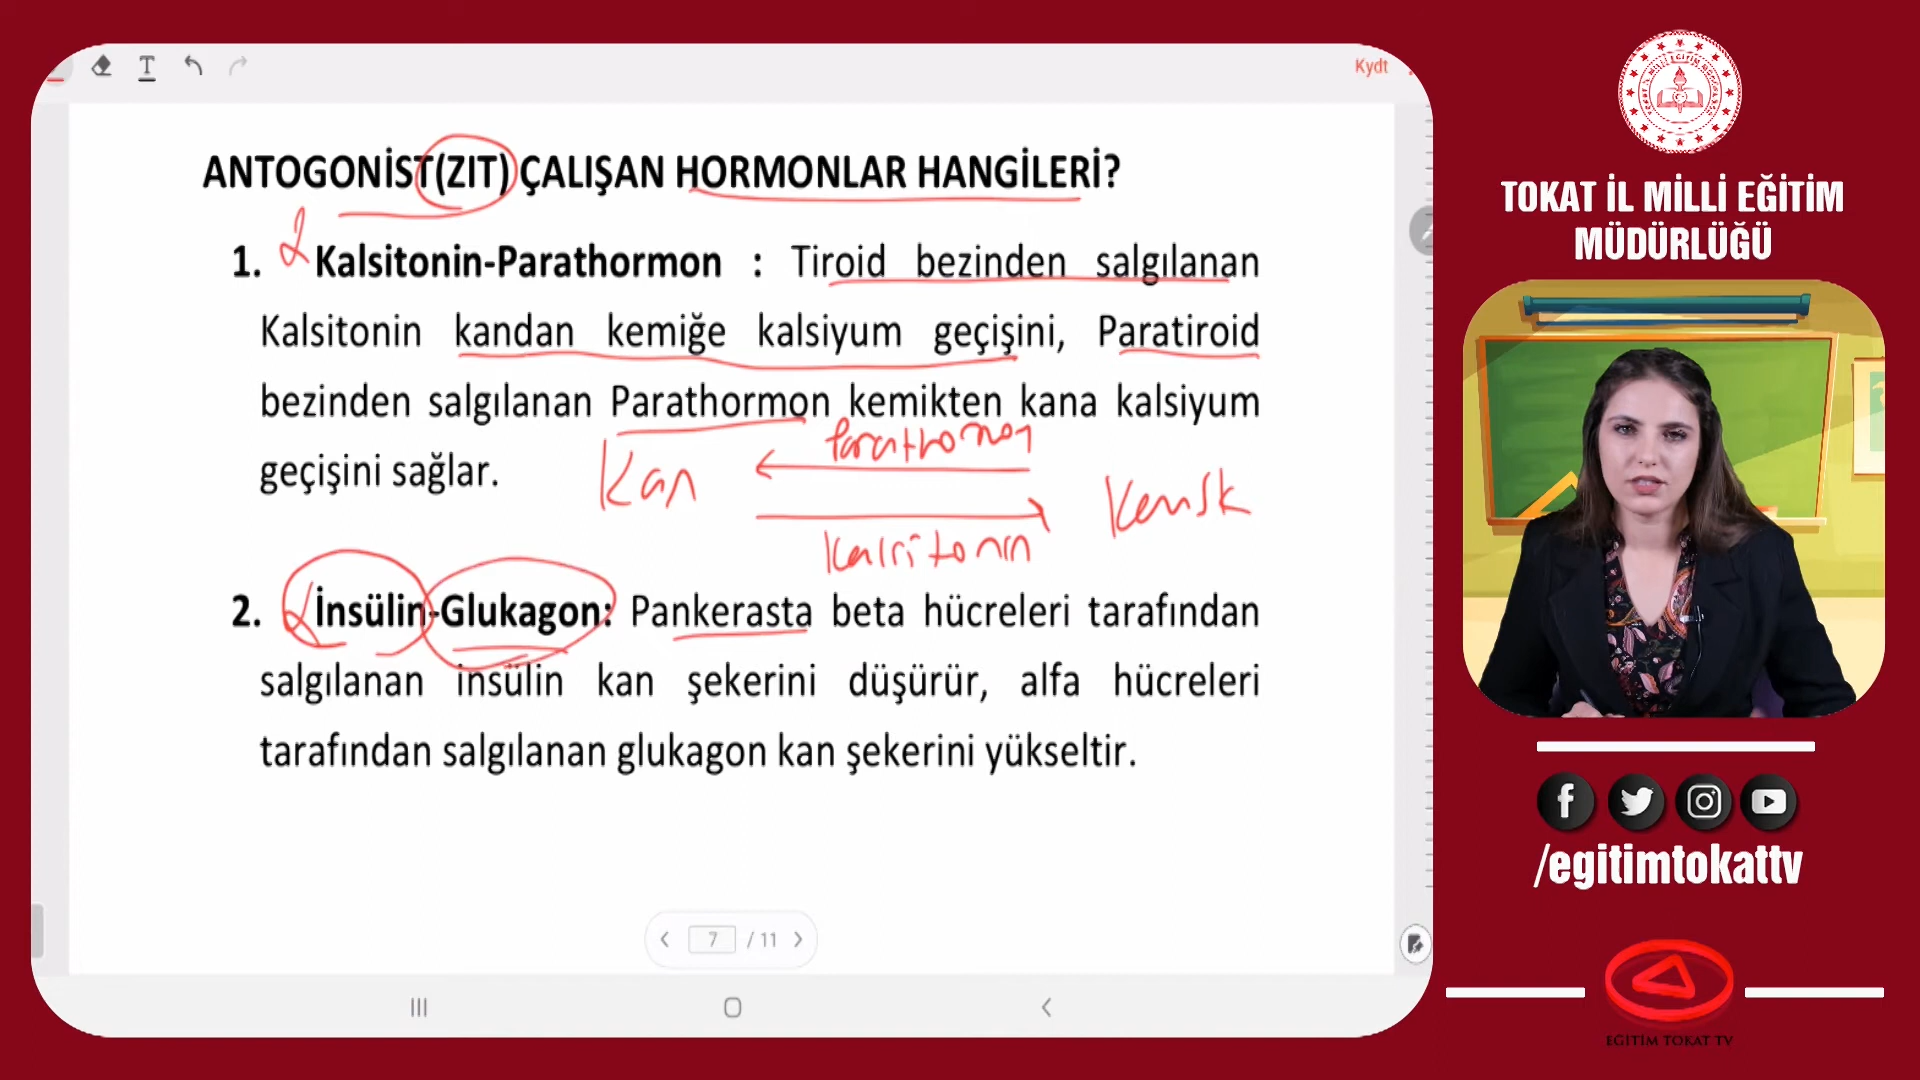 T
Kydt
ANTOGONİST(ZIT) ÇALIŞAN HORMONLAR HANGİLERİ?
1. Kalsitonin-Parathormon : Tiroid bezinden salgılanan
Kalsitonin kandan kemiğe kalsiyum geçişini, Paratiroid
bezinden salgılanan Parathormon kemikten kana kalsiyum
geçişini sağlar.
Parathormon
Kan
Kemik
Kalsitonin
2. İnsülin-Glukagon: Pankerasta beta hücreleri tarafından
salgılanan insülin kan şekerini düşürür, alfa hücreleri
tarafından salgılanan glukagon kan şekerini yükseltir.
7 / 11
TOKAT İL MİLLİ EĞİTİM
MÜDÜRLÜĞÜ
/egitimtokattv
EĞİTİM TOKAT TV